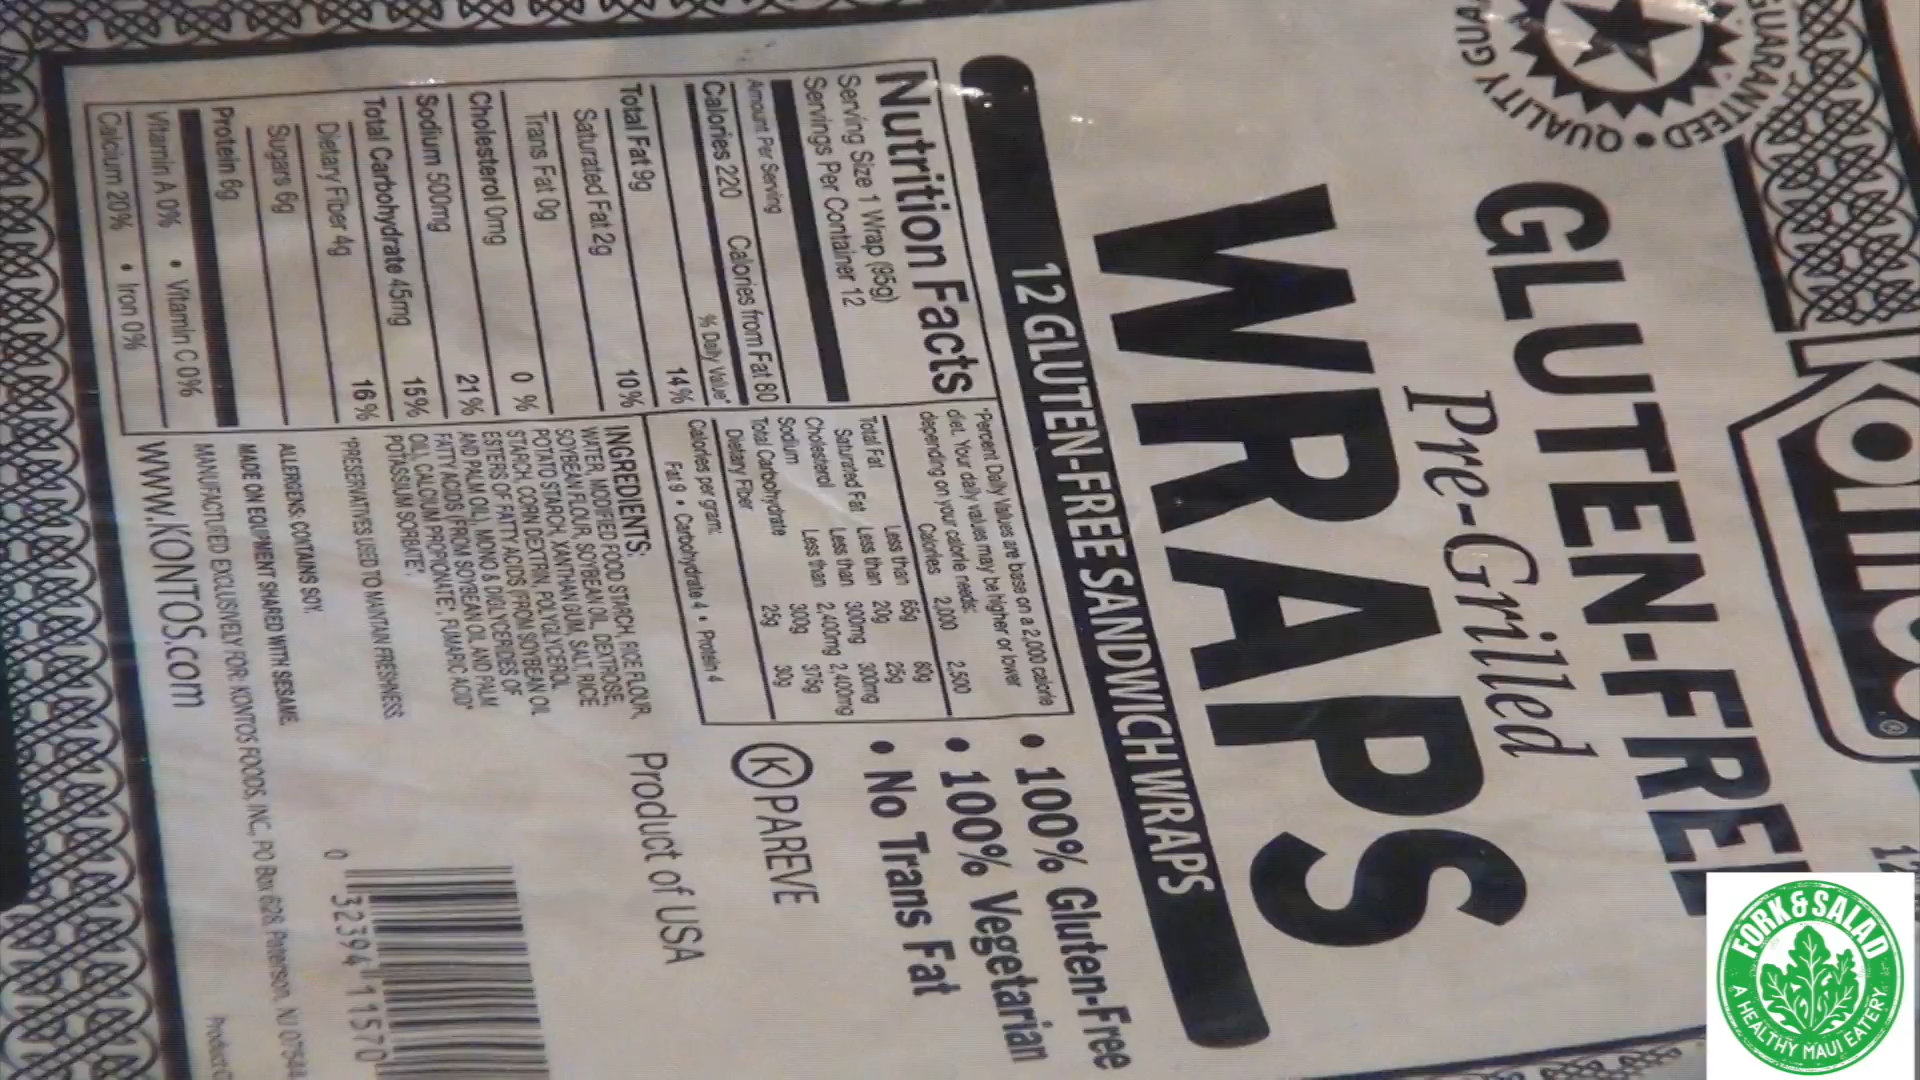 GUARANTEED • QUALITY GUA
GLUTEN-FREE
Pre-Grilled
WRAPS
12 GLUTEN-FREE SANDWICH WRAPS
Nutrition Facts
Serving Size 1 Wrap (95g)
Servings Per Container 12
Amount Per Serving
Calories 220 Calories from Fat 80
% Daily Value*
Total Fat 9g 14%
Saturated Fat 2g 10%
Trans Fat 0g
Cholesterol 0mg 0 %
Sodium 500mg 21%
Total Carbohydrate 45mg 15%
Dietary Fiber 4g 16%
Sugars 6g
Protein 6g
Vitamin A 0% • Vitamin C 0%
Calcium 20% • Iron 0%
*Percent Daily Values are base on a 2,000 calorie
diet. Your daily values may be higher or lower
depending on your calorie needs:
Calories 2,000 2,500
Total Fat Less than 65g 80g
Saturated Fat Less than 20g 25g
Cholesterol Less than 300mg 300mg
Sodium Less than 2,400mg 2,400mg
Total Carbohydrate 300g 375g
Dietary Fiber 25g 30g
Calories per gram:
Fat 9 • Carbohydrate 4 • Protein 4
INGREDIENTS:
WATER, MODIFIED FOOD STARCH, RICE FLOUR,
SOYBEAN FLOUR, SOYBEAN OIL, DEXTROSE,
POTATO STARCH, XANTHAN GUM, SALT, RICE
STARCH, CORN DEXTRIN, POLYGLYCEROL
ESTERS OF FATTY ACIDS (FROM SOYBEAN OIL
AND PALM OIL), MONO & DIGLYCERIDES OF
FATTY ACIDS (FROM SOYBEAN OIL AND PALM
OIL), CALCIUM PROPIONATE*, FUMARIC ACID*
POTASSIUM SORBATE*.
*PRESERVATIVES USED TO MAINTAIN FRESHNESS.
ALLERGENS: CONTAINS SOY.
MADE ON EQUIPMENT SHARED WITH SESAME.
MANUFACTURED EXCLUSIVELY FOR: KONTOS FOODS, INC, PO Box 628 Paterson, NJ 07544
www.KONTOS.com
• 100% Gluten-Free
• 100% Vegetarian
• No Trans Fat
K PAREVE
Product of USA
0 32394 11570
FORK & SALAD
A HEALTHY MAUI EATERY